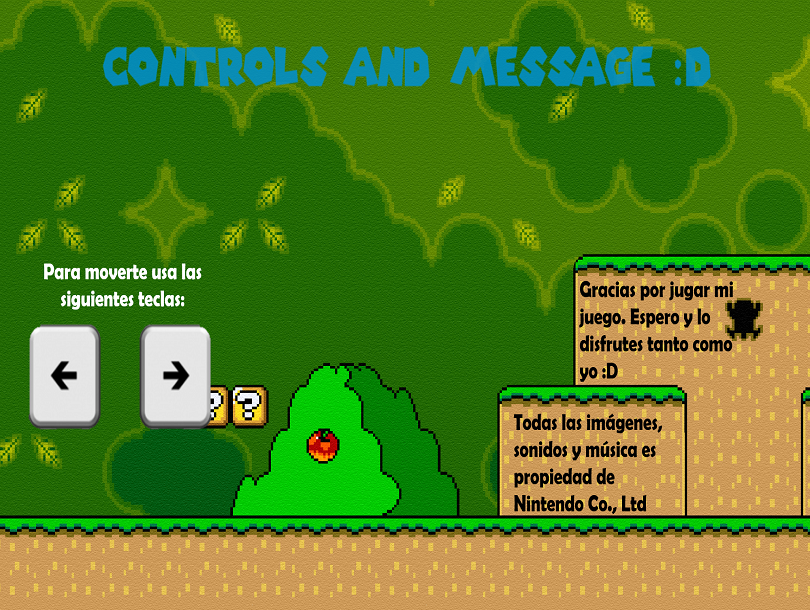 CONTROLS AND MESSAGE :D
Para moverte usa las
siguientes teclas:
← →
? ?
Gracias por jugar mi
juego. Espero y lo
disfrutes tanto como
yo :D
Todas las imágenes,
sonidos y música es
propiedad de
Nintendo Co., Ltd